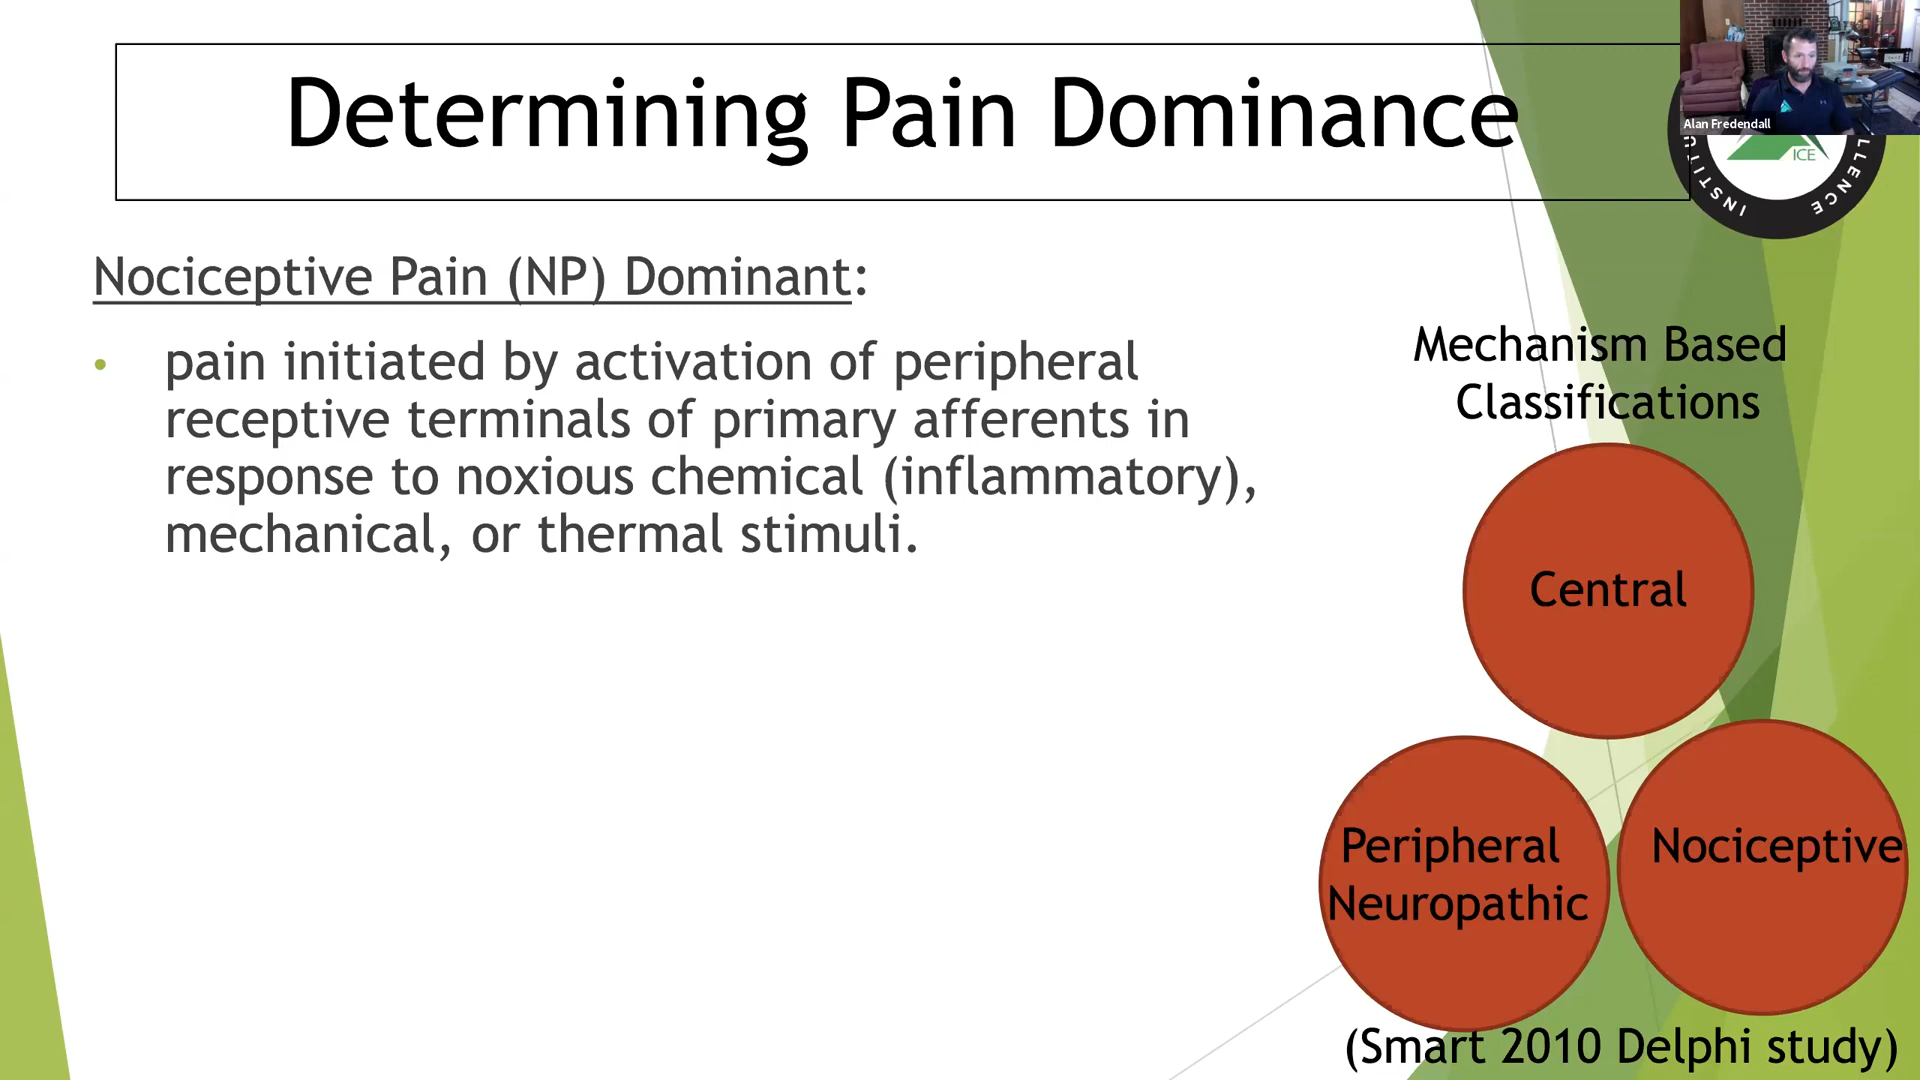 Determining Pain Dominance
Alan Fredendall
ICE
INSTIT
LLENCE
Nociceptive Pain (NP) Dominant:
• pain initiated by activation of peripheral
receptive terminals of primary afferents in
response to noxious chemical (inflammatory),
mechanical, or thermal stimuli.
Mechanism Based
Classifications
Central
Peripheral
Neuropathic
Nociceptive
(Smart 2010 Delphi study)